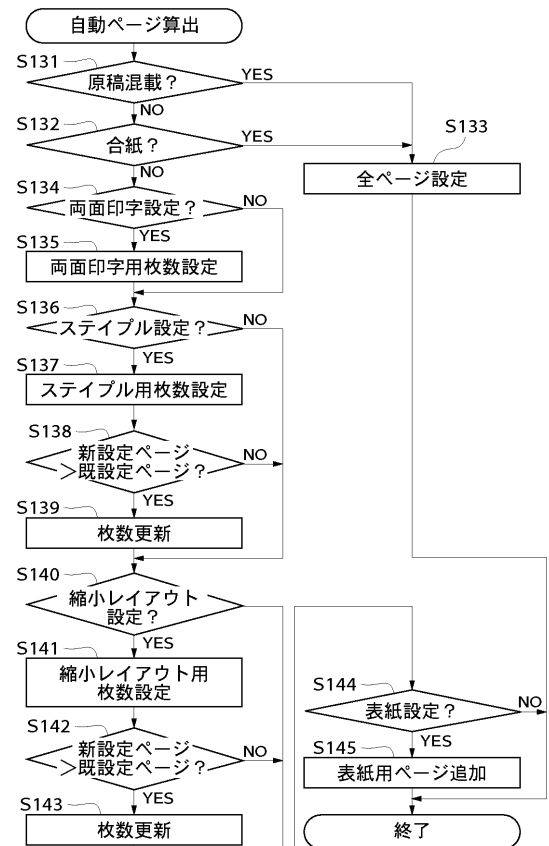 自動ページ算出
S131
原稿混載？
YES
NO
S132
合紙？
YES
NO
S133
全ページ設定
S134
両面印字設定？
NO
YES
S135
両面印字用枚数設定
S136
ステイプル設定？
NO
YES
S137
ステイプル用枚数設定
S138
新設定ページ
＞既設定ページ？
NO
YES
S139
枚数更新
S140
縮小レイアウト
設定？
YES
S141
縮小レイアウト用
枚数設定
S142
新設定ページ
＞既設定ページ？
NO
YES
S143
枚数更新
S144
表紙設定？
NO
YES
S145
表紙用ページ追加
終了